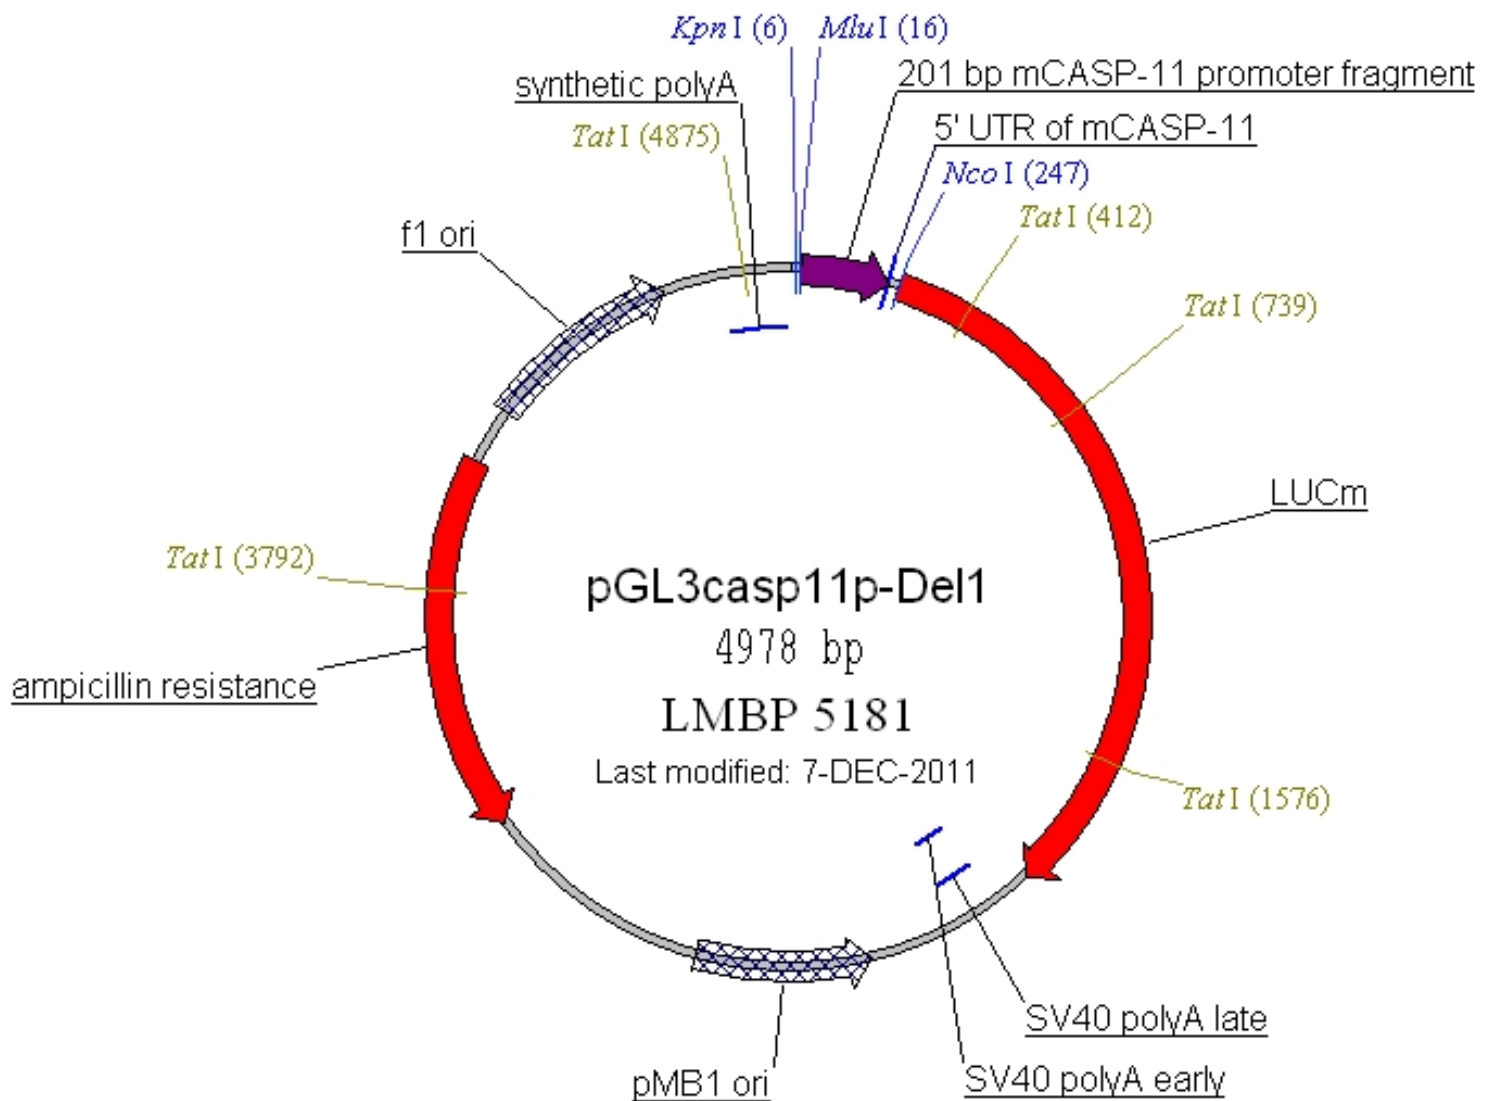 KpnI (6) MluI (16)
synthetic polyA
201 bp mCASP-11 promoter fragment
TatI (4875)
5' UTR of mCASP-11
NcoI (247)
TatI (412)
f1 ori
TatI (739)
LUCm
TatI (3792)
pGL3casp11p-Del1
4978 bp
ampicillin resistance
LMBP 5181
Last modified: 7-DEC-2011
TatI (1576)
SV40 polyA late
pMB1 ori
SV40 polyA early